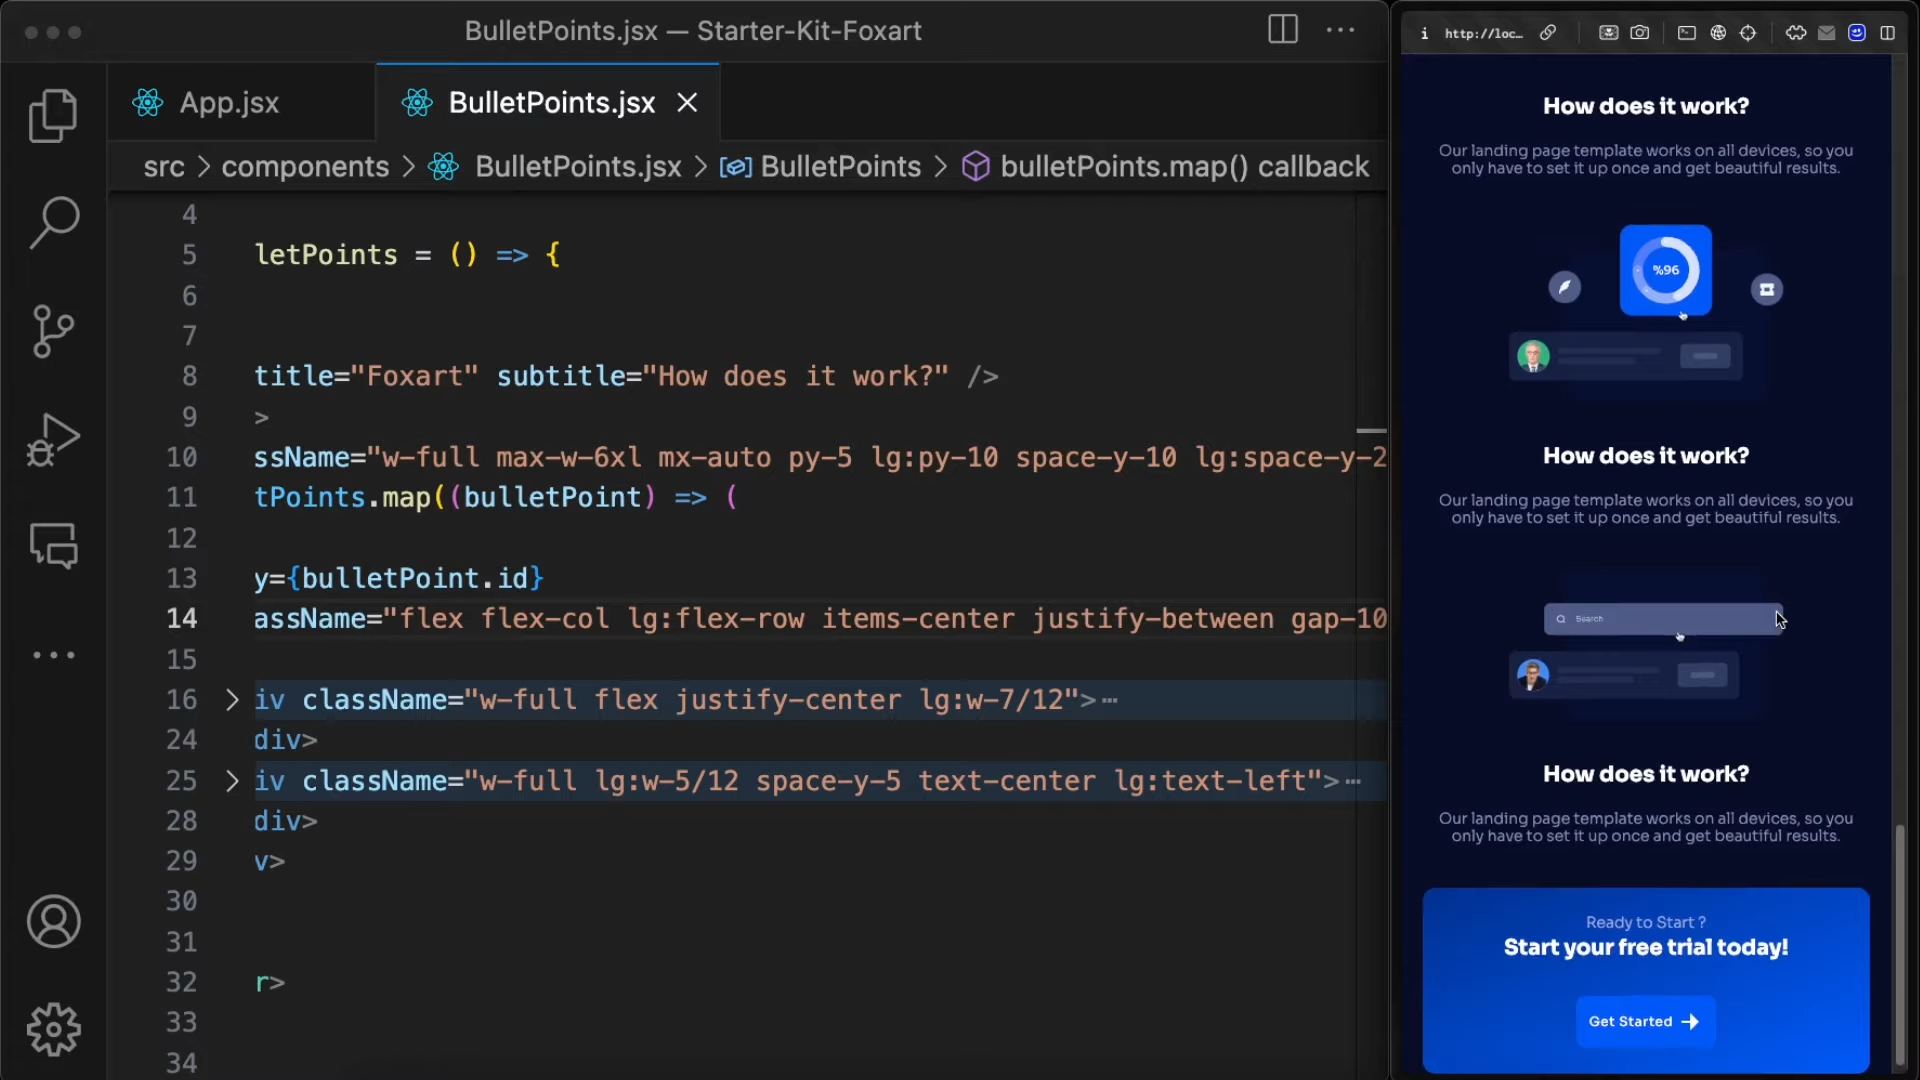 BulletPoints.jsx — Starter-Kit-Foxart
App.jsx
BulletPoints.jsx
src > components > BulletPoints.jsx > BulletPoints > bulletPoints.map() callback
4
5 letPoints = () => {
6
7
8 title="Foxart" subtitle="How does it work?" />
9 >
10 ssName="w-full max-w-6xl mx-auto py-5 lg:py-10 space-y-10 lg:space-y-2
11 tPoints.map((bulletPoint) => (
12
13 y={bulletPoint.id}
14 assName="flex flex-col lg:flex-row items-center justify-between gap-10
15
16 iv className="w-full flex justify-center lg:w-7/12">⋯
24 div>
25 iv className="w-full lg:w-5/12 space-y-5 text-center lg:text-left">⋯
28 div>
29 v>
30
31
32 r>
33
34
http://loc…
How does it work?
Our landing page template works on all devices, so you
only have to set it up once and get beautiful results.
%96
How does it work?
Our landing page template works on all devices, so you
only have to set it up once and get beautiful results.
Search
How does it work?
Our landing page template works on all devices, so you
only have to set it up once and get beautiful results.
Ready to Start ?
Start your free trial today!
Get Started →